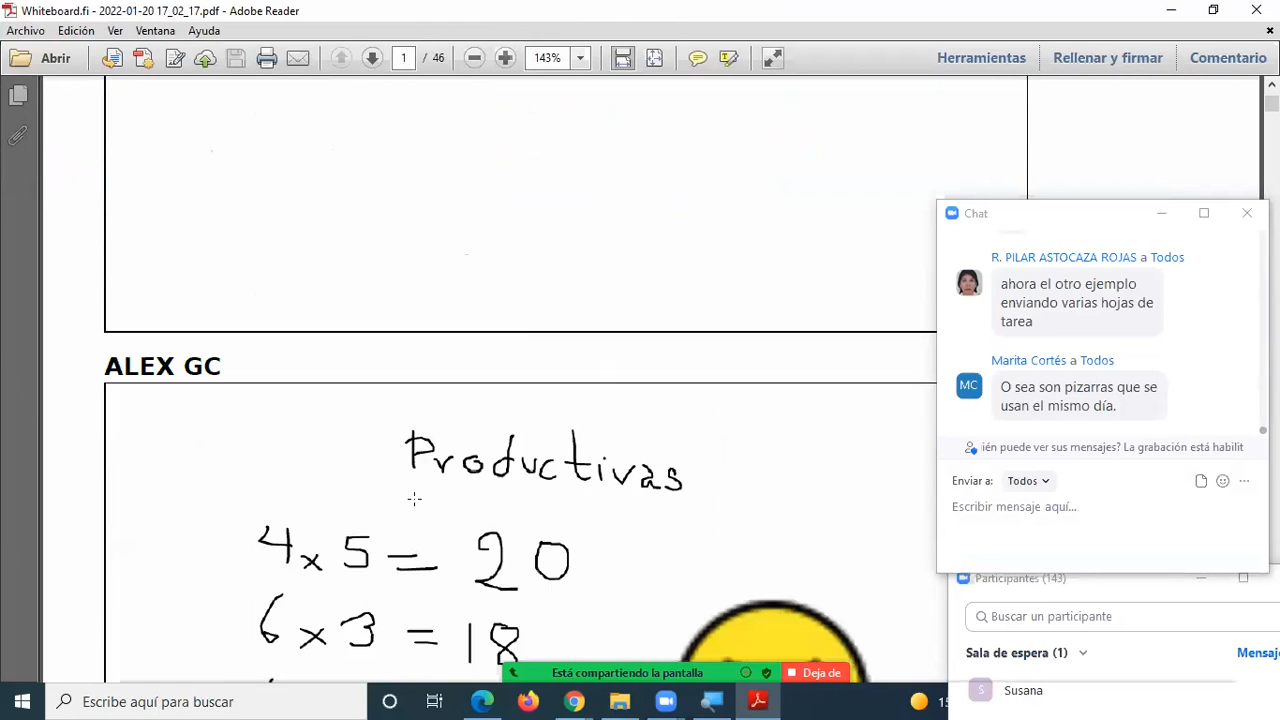 Whiteboard.fi - 2022-01-20 17_02_17.pdf - Adobe Reader
Archivo Edición Ver Ventana Ayuda
Abrir 1 / 46 143% Herramientas Rellenar y firmar Comentario
ALEX GC
Productivas
4 x 5 = 20
6 x 3 = 18
Chat
R. PILAR ASTOCAZA ROJAS a Todos
ahora el otro ejemplo
enviando varias hojas de
tarea
Marita Cortés a Todos
MC
O sea son pizarras que se
usan el mismo día.
ién puede ver sus mensajes? La grabación está habilit
Enviar a: Todos
Escribir mensaje aquí...
Participantes (143)
Buscar un participante
Sala de espera (1) Mensaj
S Susana
Está compartiendo la pantalla Deja de
Escribe aquí para buscar
15